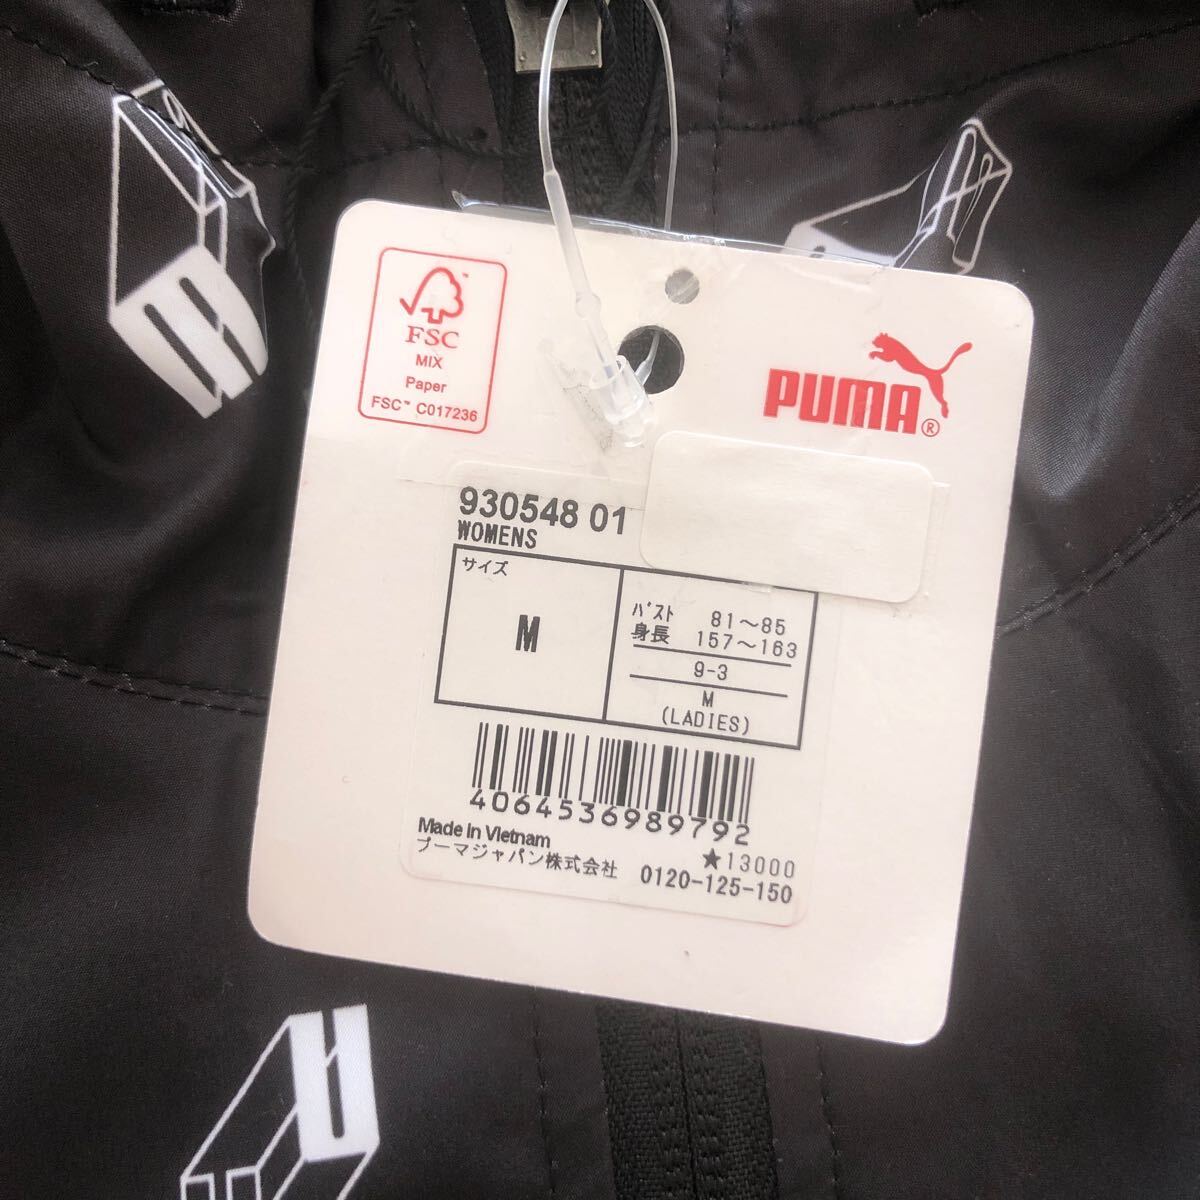 FSC
MIX
Paper
FSC™ C017236
PUMA®
930548 01
WOMENS
サイズ
M
バスト 81～85
身長 157～163
9-3
M
(LADIES)
4064536989792
Made in Vietnam
★13000
プーマジャパン株式会社 0120-125-150